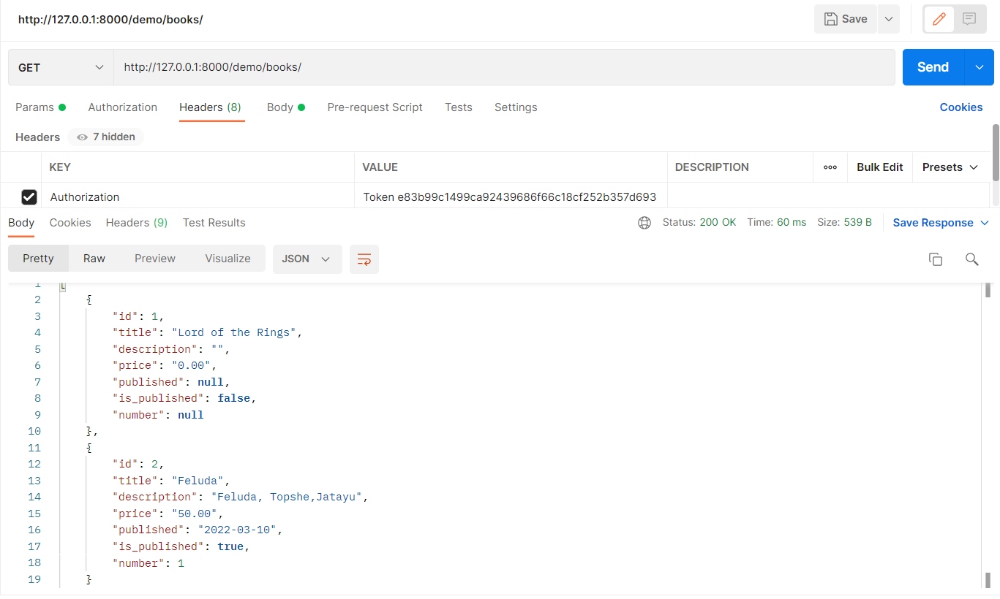 http://127.0.0.1:8000/demo/books/
Save
GET
http://127.0.0.1:8000/demo/books/
Send
Params
Authorization
Headers (8)
Body
Pre-request Script
Tests
Settings
Cookies
Headers
7 hidden
KEY
VALUE
DESCRIPTION
Bulk Edit
Presets
Authorization
Token e83b99c1499ca92439686f66c18cf252b357d693
Body
Cookies
Headers (9)
Test Results
Status: 200 OK
Time: 60 ms
Size: 539 B
Save Response
Pretty
Raw
Preview
Visualize
JSON
1 [
2 {
3 "id": 1,
4 "title": "Lord of the Rings",
5 "description": "",
6 "price": "0.00",
7 "published": null,
8 "is_published": false,
9 "number": null
10 },
11 {
12 "id": 2,
13 "title": "Feluda",
14 "description": "Feluda, Topshe,Jatayu",
15 "price": "50.00",
16 "published": "2022-03-10",
17 "is_published": true,
18 "number": 1
19 }